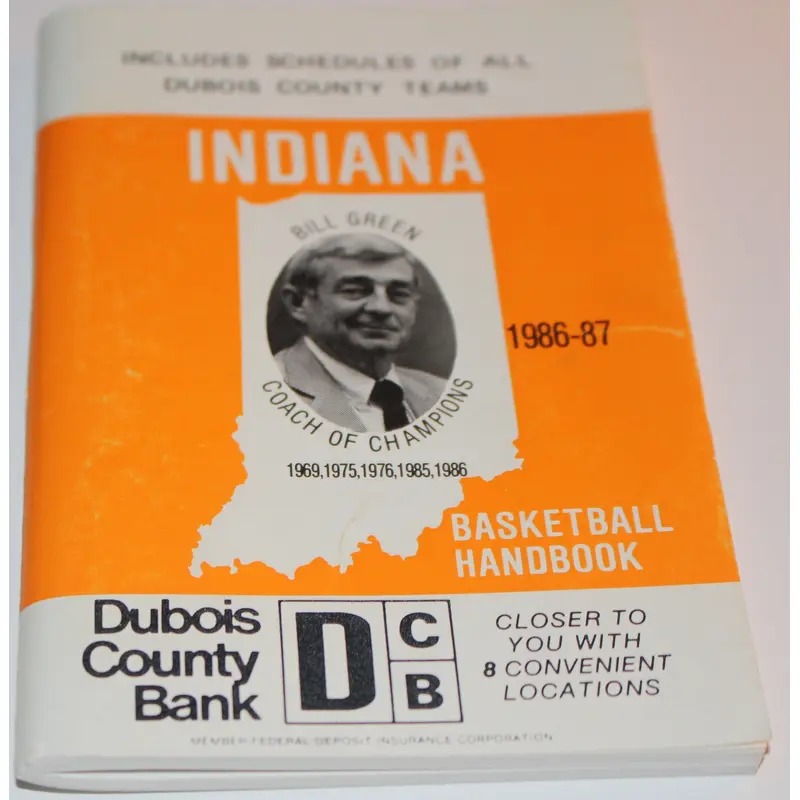 INCLUDES SCHEDULES OF ALL
DUBOIS COUNTY TEAMS
INDIANA
BILL GREEN
1986-87
COACH OF CHAMPIONS
1969,1975,1976,1985,1986
BASKETBALL
HANDBOOK
Dubois
County
Bank
D
C
B
CLOSER TO
YOU WITH
8 CONVENIENT
LOCATIONS
MEMBER FEDERAL DEPOSIT INSURANCE CORPORATION